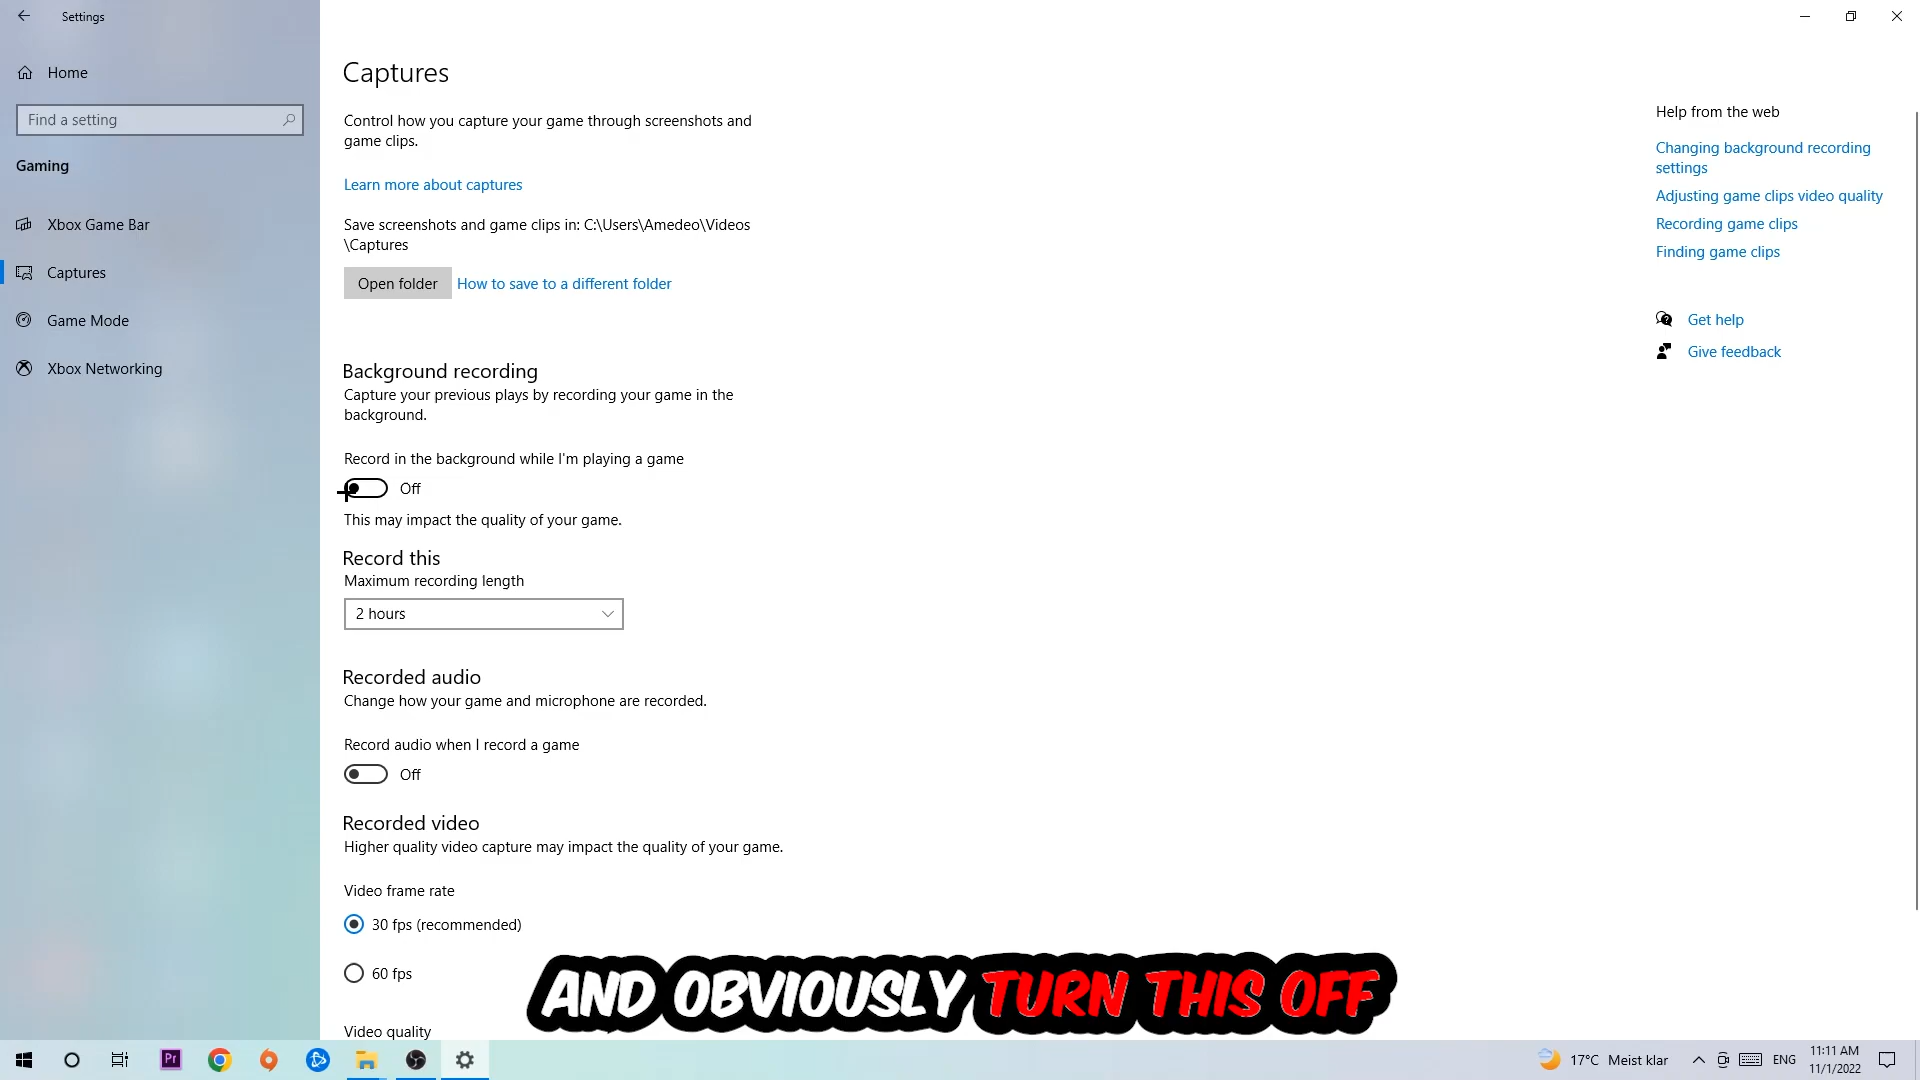 Settings
Home
Find a setting
Gaming
Xbox Game Bar
Captures
Game Mode
Xbox Networking
Captures
Control how you capture your game through screenshots and
game clips.
Learn more about captures
Save screenshots and game clips in: C:\Users\Amedeo\Videos
\Captures
Open folder
How to save to a different folder
Background recording
Capture your previous plays by recording your game in the
background.
Record in the background while I'm playing a game
Off
This may impact the quality of your game.
Record this
Maximum recording length
2 hours
Recorded audio
Change how your game and microphone are recorded.
Record audio when I record a game
Off
Recorded video
Higher quality video capture may impact the quality of your game.
Video frame rate
30 fps (recommended)
60 fps
Video quality
Help from the web
Changing background recording
settings
Adjusting game clips video quality
Recording game clips
Finding game clips
Get help
Give feedback
AND OBVIOUSLY TURN THIS OFF
Pr
17°C Meist klar
ENG
11:11 AM
11/1/2022